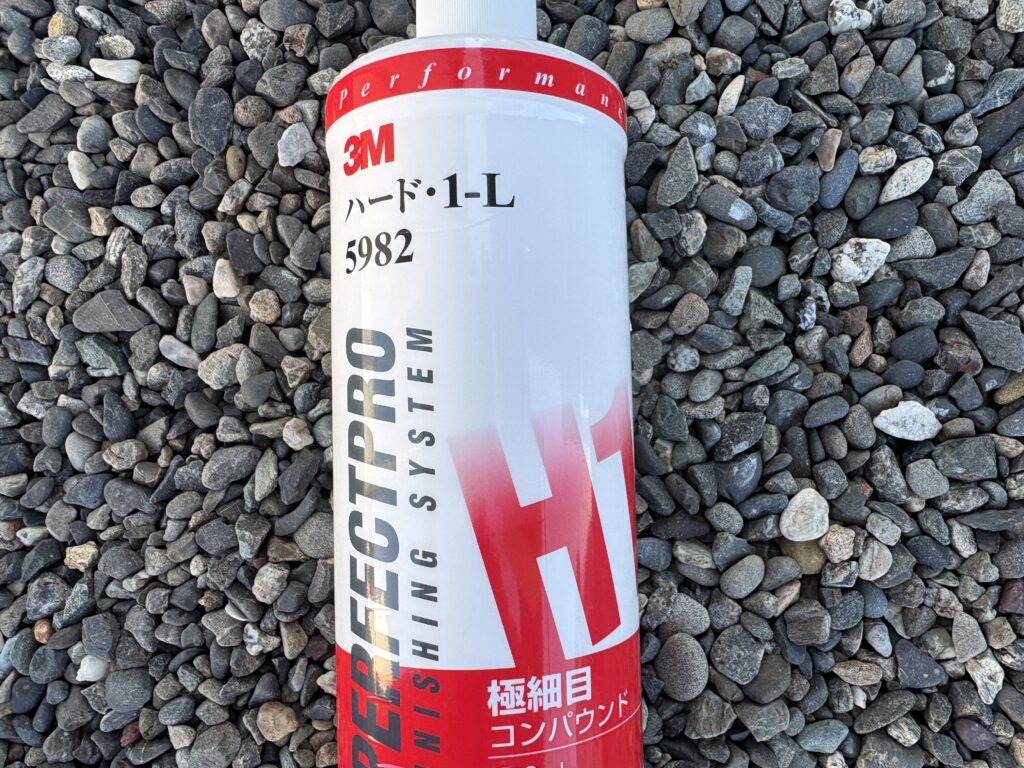 Performanc
3M
ハード・1-L
5982
PERFECTPRO
NISHING SYSTEM
H1
極細目
コンパウンド